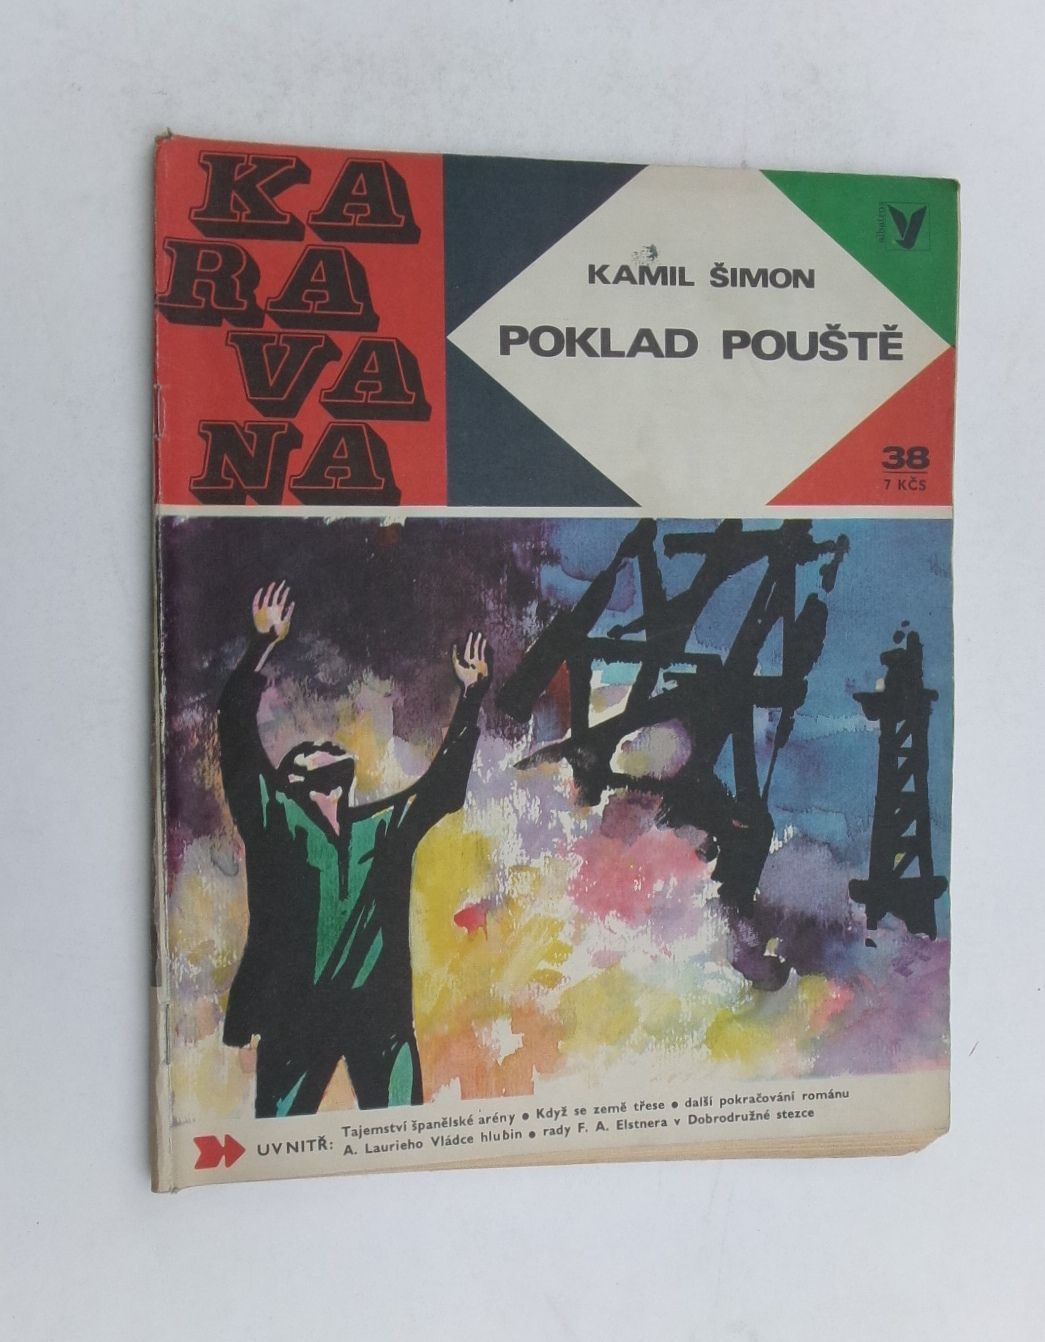 KA
RA
VA
NA
albatros
KAMIL ŠIMON
POKLAD POUŠTĚ
38
7 KČS
UVNITŘ: Tajemství španělské arény • Když se země třese • další pokračování románu
A. Laurieho Vládce hlubin • rady F. A. Elstnera v Dobrodružné stezce